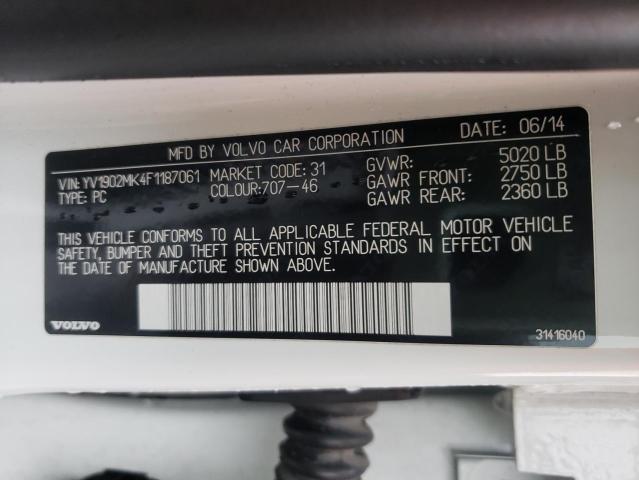 MFD BY VOLVO CAR CORPORATION DATE: 06/14
VIN: YV1902MK4F1187061 MARKET CODE: 31 GVWR: 5020 LB
TYPE: PC COLOUR: 707-46 GAWR FRONT: 2750 LB
GAWR REAR: 2360 LB
THIS VEHICLE CONFORMS TO ALL APPLICABLE FEDERAL MOTOR VEHICLE
SAFETY, BUMPER AND THEFT PREVENTION STANDARDS IN EFFECT ON
THE DATE OF MANUFACTURE SHOWN ABOVE.
VOLVO 31416040